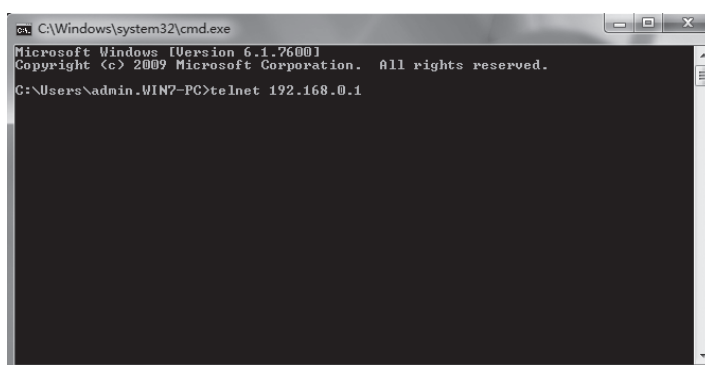 C:\Windows\system32\cmd.exe
Microsoft Windows [Version 6.1.7600]
Copyright (c) 2009 Microsoft Corporation.  All rights reserved.
C:\Users\admin.WIN7-PC>telnet 192.168.0.1